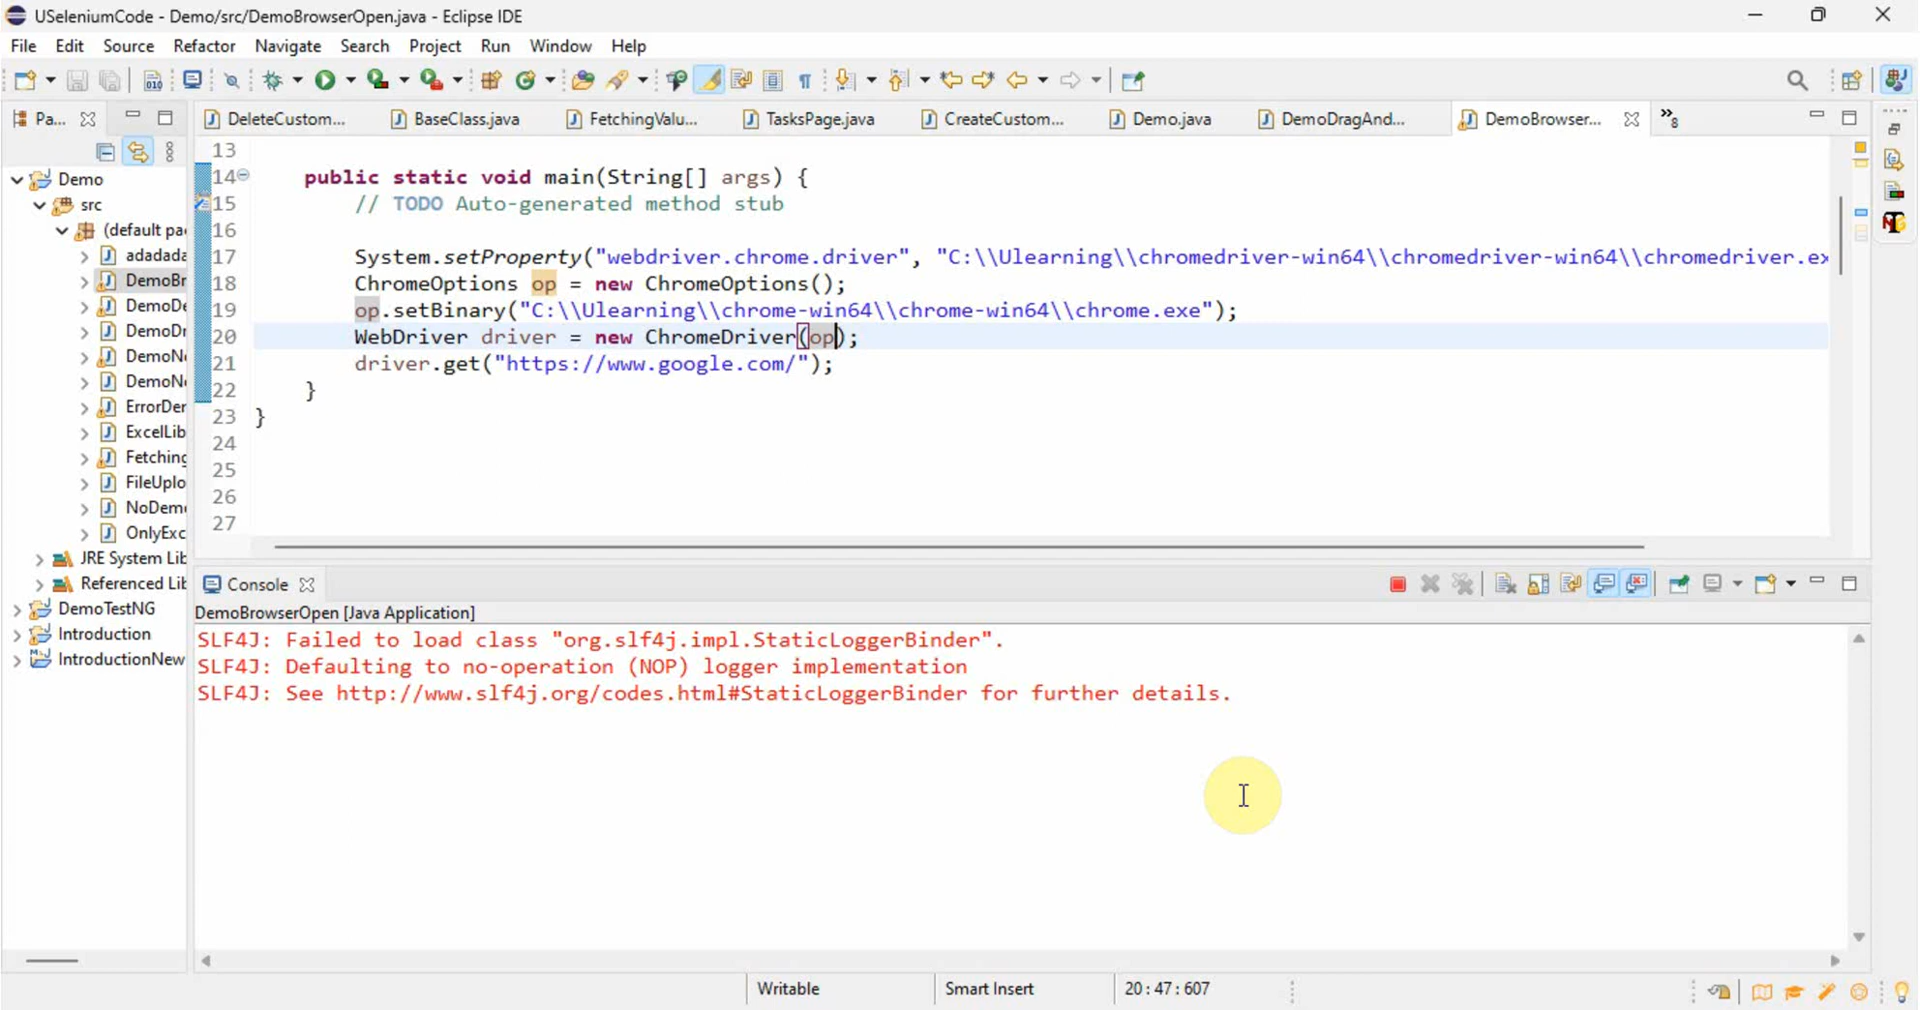 USeleniumCode - Demo/src/DemoBrowserOpen.java - Eclipse IDE
File Edit Source Refactor Navigate Search Project Run Window Help
Pa...
DeleteCustom... BaseClass.java FetchingValu... TasksPage.java CreateCustom... Demo.java DemoDragAnd... DemoBrowser... »8
Demo
src
(default pa
adadada
DemoBr
DemoDe
DemoDr
DemoNo
DemoNo
ErrorDer
ExcelLib
Fetching
FileUplo
NoDemo
OnlyExc
JRE System Lib
Referenced Lib
DemoTestNG
Introduction
IntroductionNew
13
14 public static void main(String[] args) {
15 // TODO Auto-generated method stub
16
17 System.setProperty("webdriver.chrome.driver", "C:\\Ulearning\\chromedriver-win64\\chromedriver-win64\\chromedriver.ex
18 ChromeOptions op = new ChromeOptions();
19 op.setBinary("C:\\Ulearning\\chrome-win64\\chrome-win64\\chrome.exe");
20 WebDriver driver = new ChromeDriver(op);
21 driver.get("https://www.google.com/");
22 }
23 }
24
25
26
27
Console
DemoBrowserOpen [Java Application]
SLF4J: Failed to load class "org.slf4j.impl.StaticLoggerBinder".
SLF4J: Defaulting to no-operation (NOP) logger implementation
SLF4J: See http://www.slf4j.org/codes.html#StaticLoggerBinder for further details.
Writable Smart Insert 20:47:607